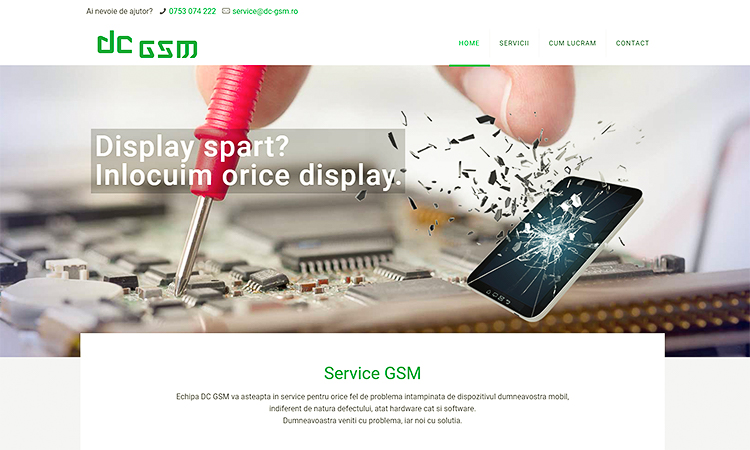 Ai nevoie de ajutor? 0753 074 222 service@dc-gsm.ro
dc GSM
HOME SERVICII CUM LUCRAM CONTACT
Display spart?
Inlocuim orice display.
Service GSM
Echipa DC GSM va asteapta in service pentru orice fel de problema intampinata de dispozitivul dumneavostra mobil,
indiferent de natura defectului, atat hardware cat si software.
Dumneavoastra veniti cu problema, iar noi cu solutia.